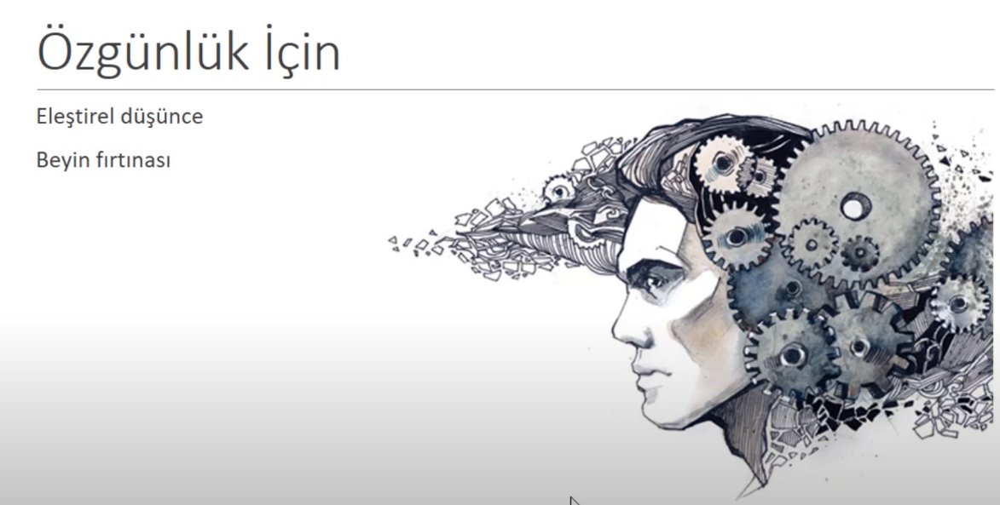 Özgünlük İçin
Eleştirel düşünce
Beyin fırtınası